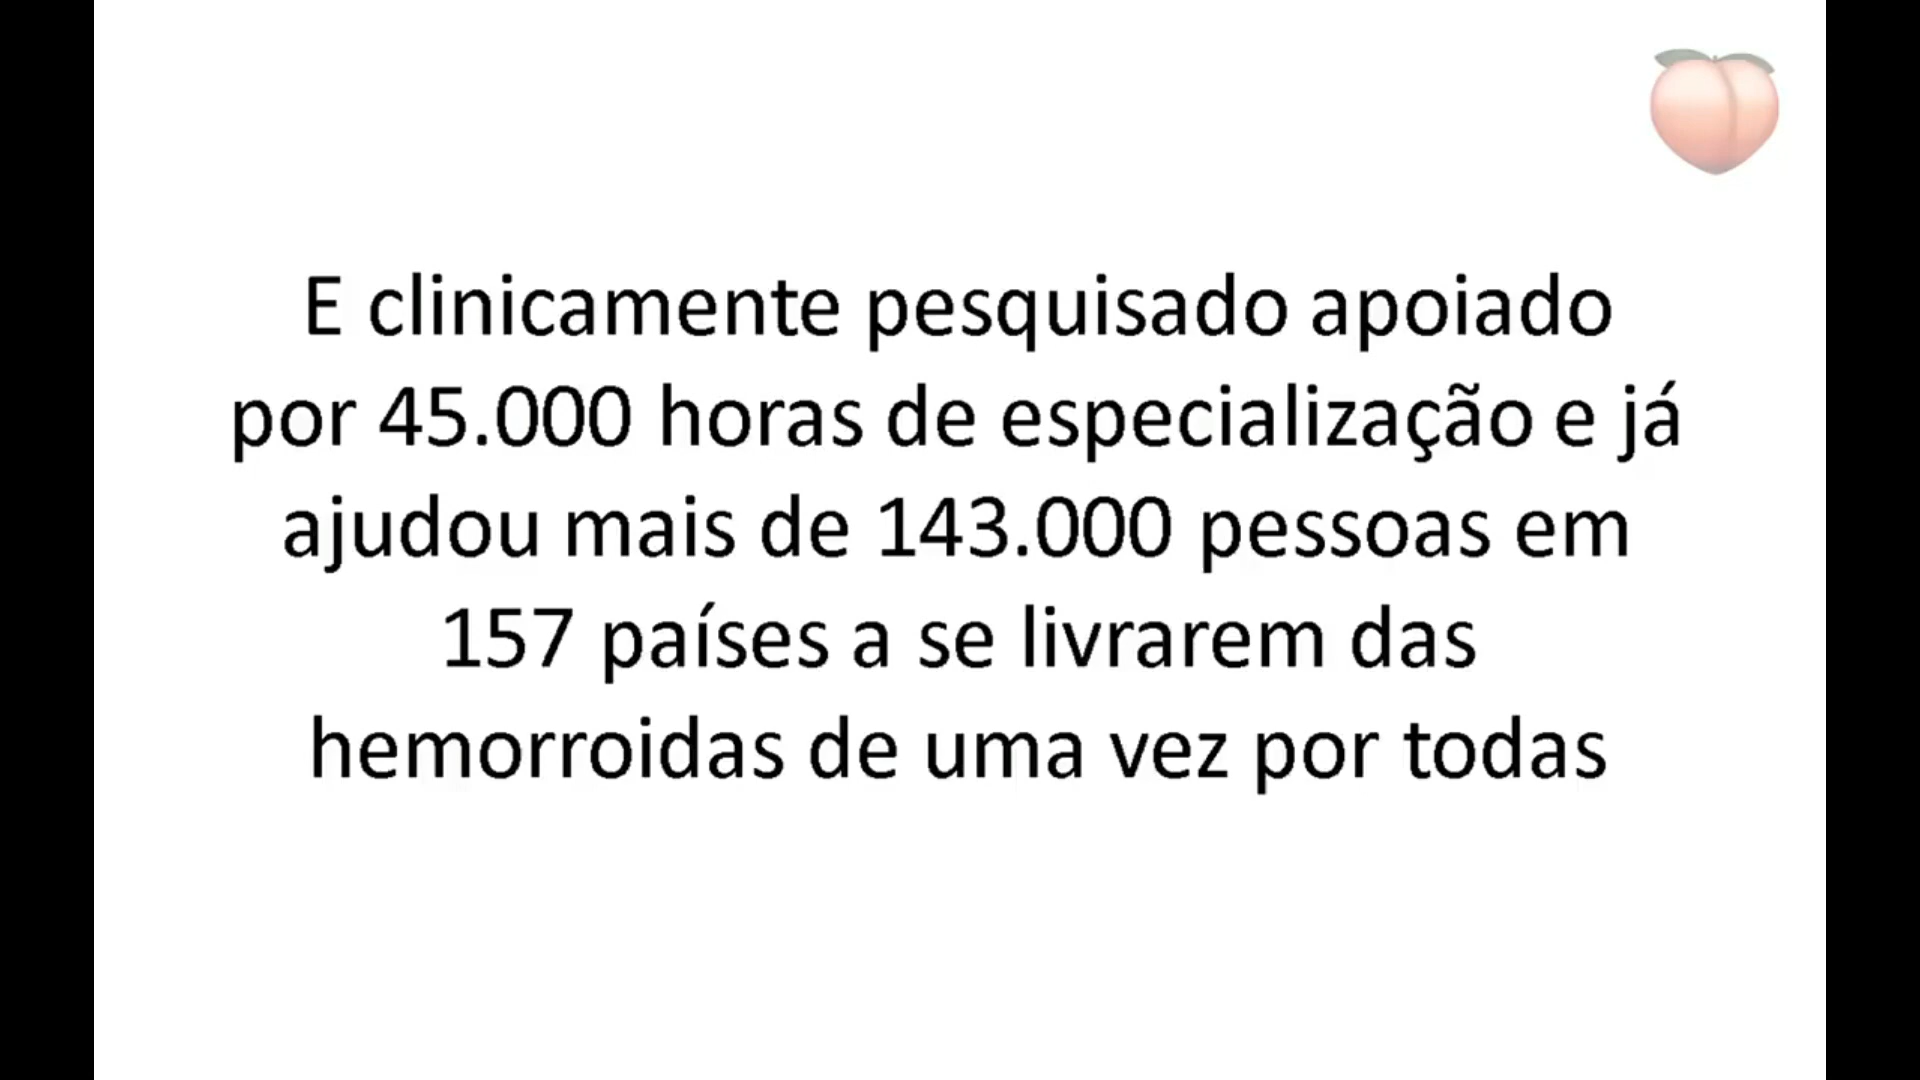 E clinicamente pesquisado apoiado
por 45.000 horas de especialização e já
ajudou mais de 143.000 pessoas em
157 países a se livrarem das
hemorroidas de uma vez por todas